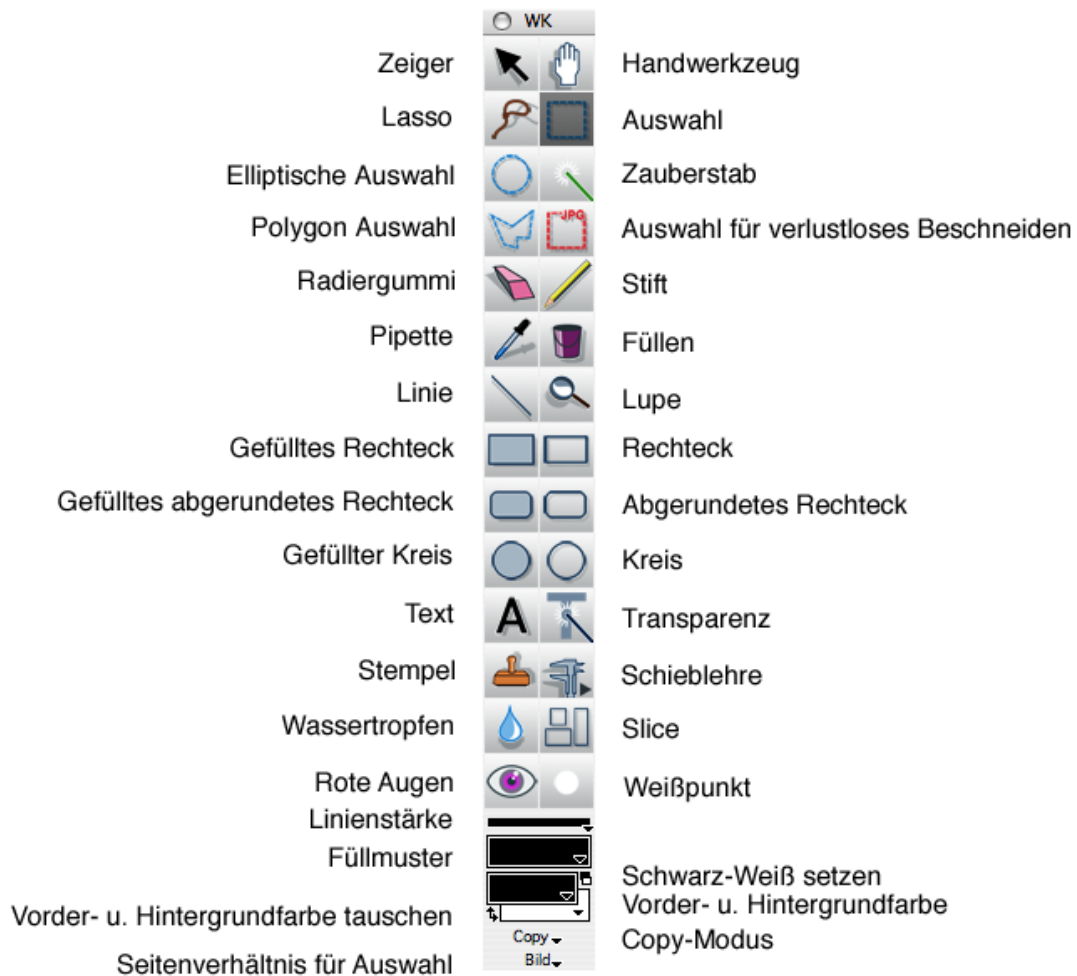 WK
Zeiger Handwerkzeug
Lasso Auswahl
Elliptische Auswahl Zauberstab
Polygon Auswahl JPG Auswahl für verlustloses Beschneiden
Radiergummi Stift
Pipette Füllen
Linie Lupe
Gefülltes Rechteck Rechteck
Gefülltes abgerundetes Rechteck Abgerundetes Rechteck
Gefüllter Kreis Kreis
Text A Transparenz
Stempel Schieblehre
Wassertropfen Slice
Rote Augen Weißpunkt
Linienstärke
Füllmuster
Schwarz-Weiß setzen
Vorder- u. Hintergrundfarbe tauschen Vorder- u. Hintergrundfarbe
Copy Copy-Modus
Seitenverhältnis für Auswahl Bild